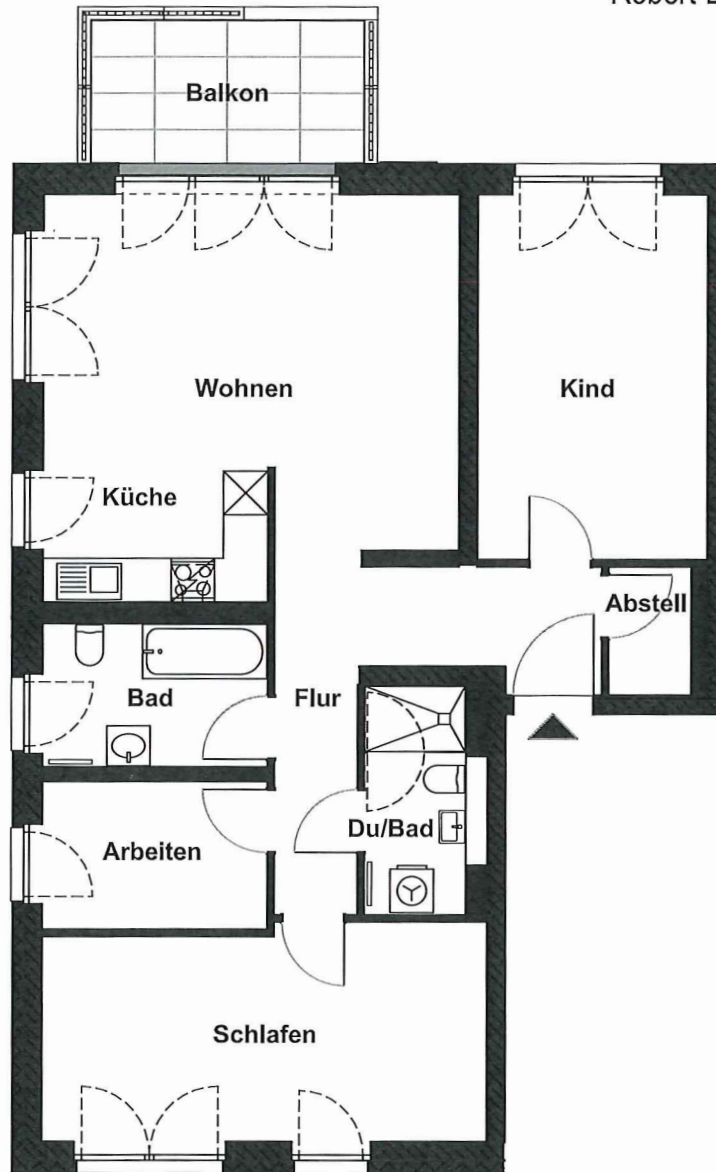 Balkon
Wohnen
Kind
Küche
Abstell
Bad
Flur
Du/Bad
Arbeiten
Schlafen